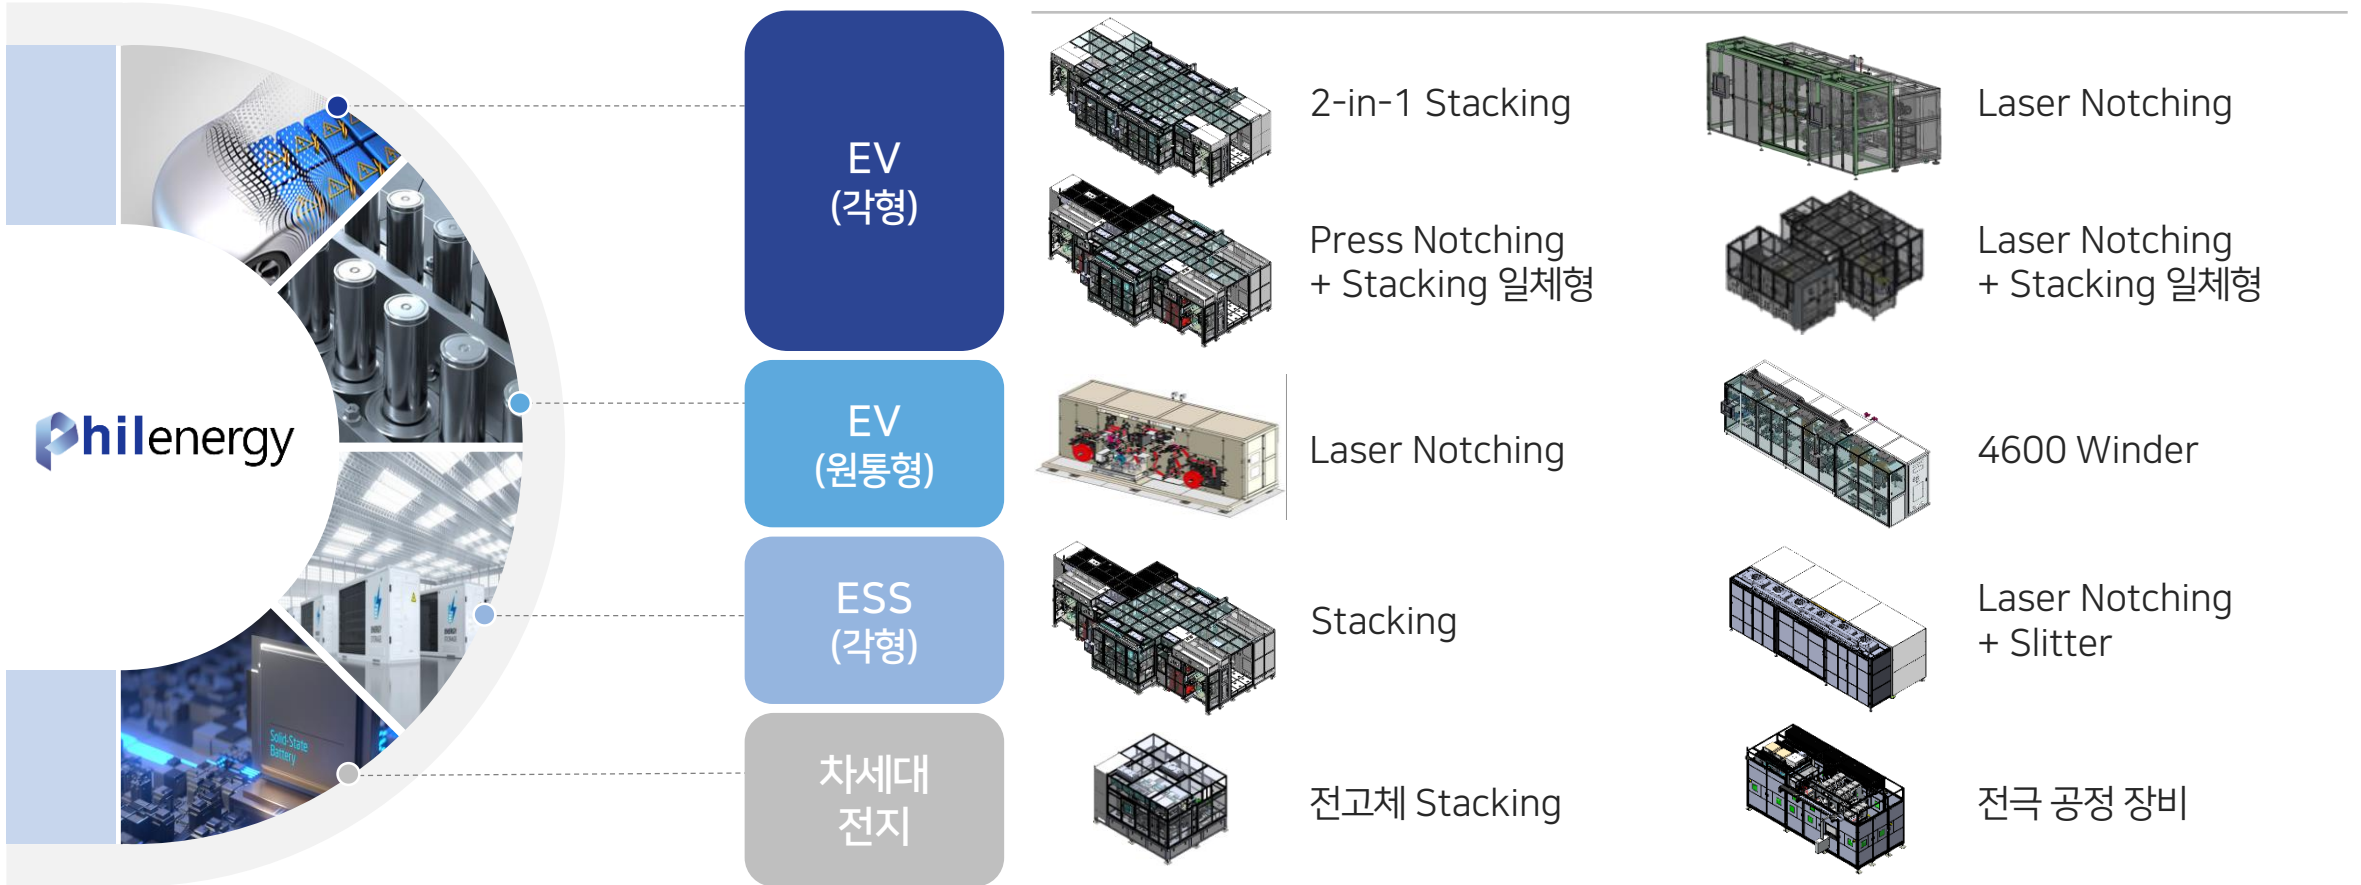 Philenergy
Solid-State
Battery
EV
(각형)
2-in-1 Stacking
Laser Notching
Press Notching
+ Stacking 일체형
Laser Notching
+ Stacking 일체형
EV
(원통형)
Laser Notching
4600 Winder
ESS
(각형)
Stacking
Laser Notching
+ Slitter
차세대
전지
전고체 Stacking
전극 공정 장비